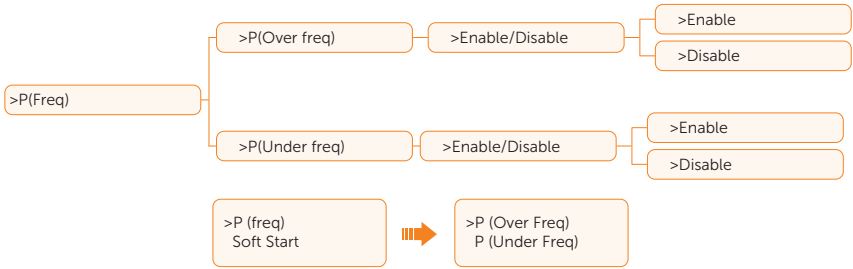 >P(Freq)
>P(Over freq)
>Enable/Disable
>Enable
>Disable
>P(Under freq)
>Enable/Disable
>Enable
>Disable
>P (freq)
Soft Start
>P (Over Freq)
P (Under Freq)